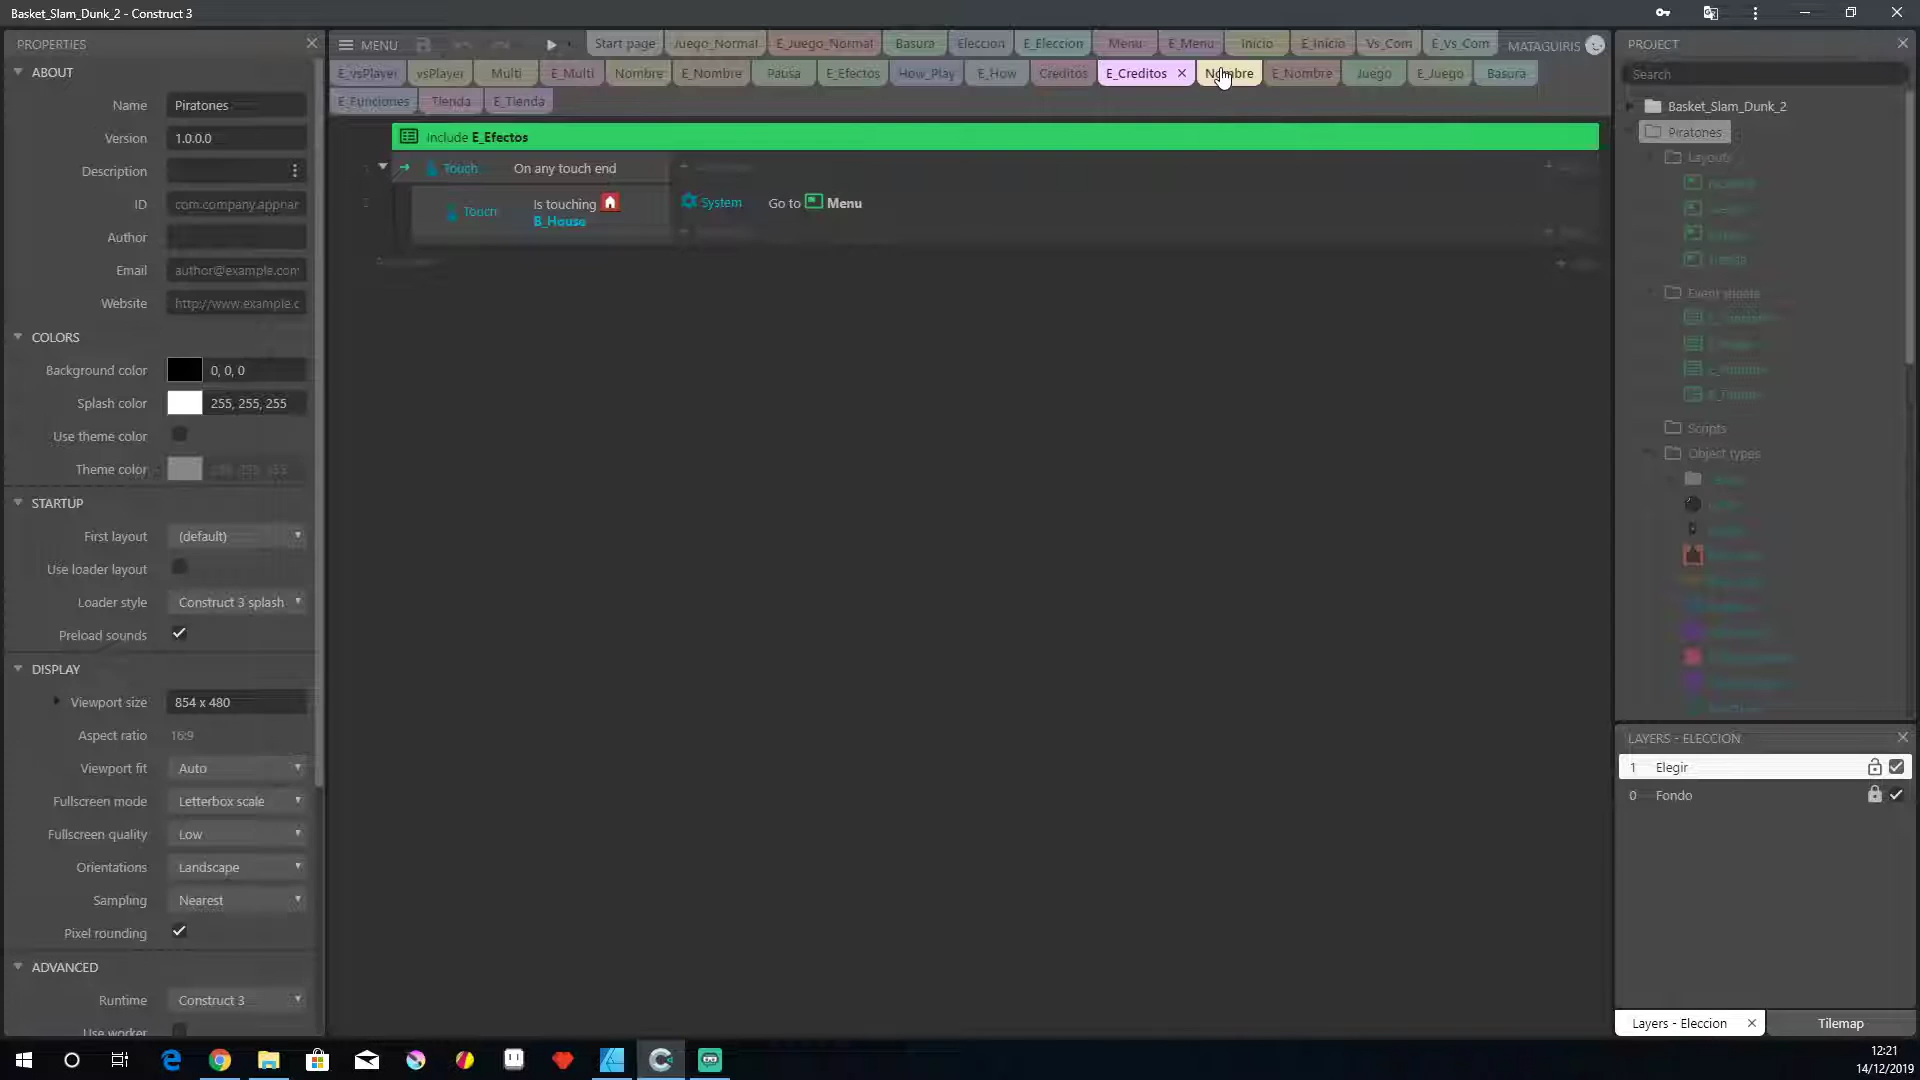 Basket_Slam_Dunk_2 - Construct 3
PROPERTIES
MENU
Start page
Juego_Normal
E_Juego_Normal
Basura
Eleccion
E_Eleccion
Menu
E_Menu
Inicio
E_Inicio
Vs_Com
E_Vs_Com
MATAGUIRIS
E_vsPlayer
vsPlayer
Multi
E_Multi
Nombre
E_Nombre
Pausa
E_Efectos
How_Play
E_How
Creditos
E_Creditos
Nombre
E_Nombre
Juego
E_Juego
Basura
E_Funciones
Tienda
E_Tienda
ABOUT
Name Piratones
Version 1.0.0.0
Description
ID com.company.appnar
Author
Email author@example.com
Website http://www.example.c
COLORS
Background color 0, 0, 0
Splash color 255, 255, 255
Use theme color
Theme color
STARTUP
First layout (default)
Use loader layout
Loader style Construct 3 splash
Preload sounds
DISPLAY
Viewport size 854 x 480
Aspect ratio 16:9
Viewport fit Auto
Fullscreen mode Letterbox scale
Fullscreen quality Low
Orientations Landscape
Sampling Nearest
Pixel rounding
ADVANCED
Runtime Construct 3
Use worker
Include E_Efectos
1 Touch On any touch end
2 Touch Is touching B_House System Go to Menu
PROJECT
Search
Basket_Slam_Dunk_2
Piratones
Layouts
Tienda
Event sheets
Scripts
Object types
LAYERS - ELECCION
1 Elegir
0 Fondo
Layers - Eleccion
Tilemap
12:21
14/12/2019